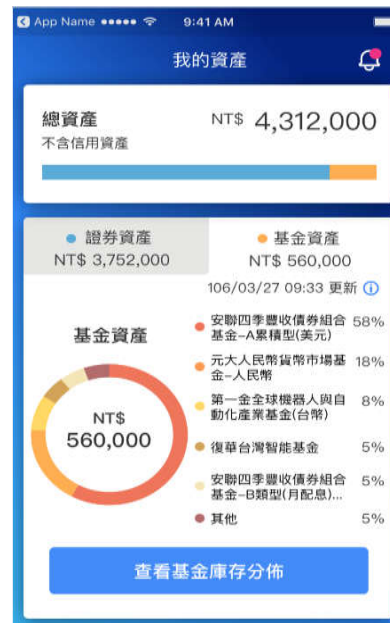 App Name
9:41 AM
我的資產
總資產 NT$ 4,312,000
不含信用資產
證券資產
NT$ 3,752,000
基金資產
NT$ 560,000
106/03/27 09:33 更新
基金資產
NT$
560,000
安聯四季豐收債券組合 58%
基金–A累積型(美元)
元大人民幣貨幣市場基 18%
金–人民幣
第一金全球機器人與自 8%
動化產業基金(台幣)
復華台灣智能基金 5%
安聯四季豐收債券組合 5%
基金–B類型(月配息)...
其他 5%
查看基金庫存分佈